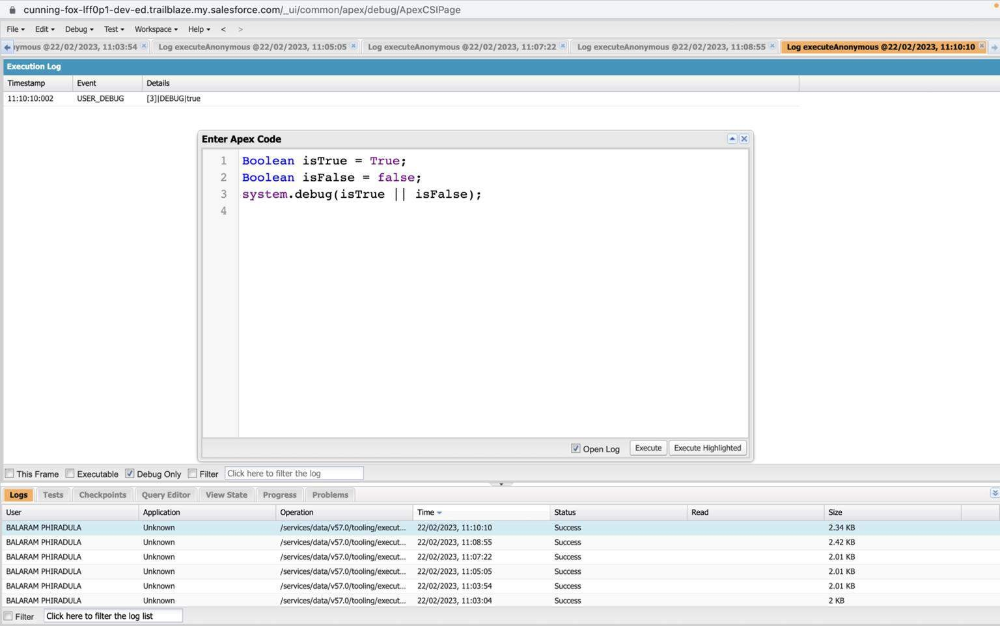 cunning-fox-lff0p1-dev-ed.trailblaze.my.salesforce.com/_ui/common/apex/debug/ApexCSIPage
File Edit Debug Test Workspace Help < >
ymous @22/02/2023, 11:03:54 Log executeAnonymous @22/02/2023, 11:05:05 Log executeAnonymous @22/02/2023, 11:07:22 Log executeAnonymous @22/02/2023, 11:08:55 Log executeAnonymous @22/02/2023, 11:10:10
Execution Log
Timestamp Event Details
11:10:10:002 USER_DEBUG [3]|DEBUG|true
Enter Apex Code
1 Boolean isTrue = True;
2 Boolean isFalse = false;
3 system.debug(isTrue || isFalse);
4
Open Log Execute Execute Highlighted
This Frame Executable Debug Only Filter Click here to filter the log
Logs Tests Checkpoints Query Editor View State Progress Problems
User Application Operation Time Status Read Size
BALARAM PHIRADULA Unknown /services/data/v57.0/tooling/execut... 22/02/2023, 11:10:10 Success 2.34 KB
BALARAM PHIRADULA Unknown /services/data/v57.0/tooling/execut... 22/02/2023, 11:08:55 Success 2.42 KB
BALARAM PHIRADULA Unknown /services/data/v57.0/tooling/execut... 22/02/2023, 11:07:22 Success 2.01 KB
BALARAM PHIRADULA Unknown /services/data/v57.0/tooling/execut... 22/02/2023, 11:05:05 Success 2.01 KB
BALARAM PHIRADULA Unknown /services/data/v57.0/tooling/execut... 22/02/2023, 11:03:54 Success 2.01 KB
BALARAM PHIRADULA Unknown /services/data/v57.0/tooling/execut... 22/02/2023, 11:03:04 Success 2 KB
Filter Click here to filter the log list